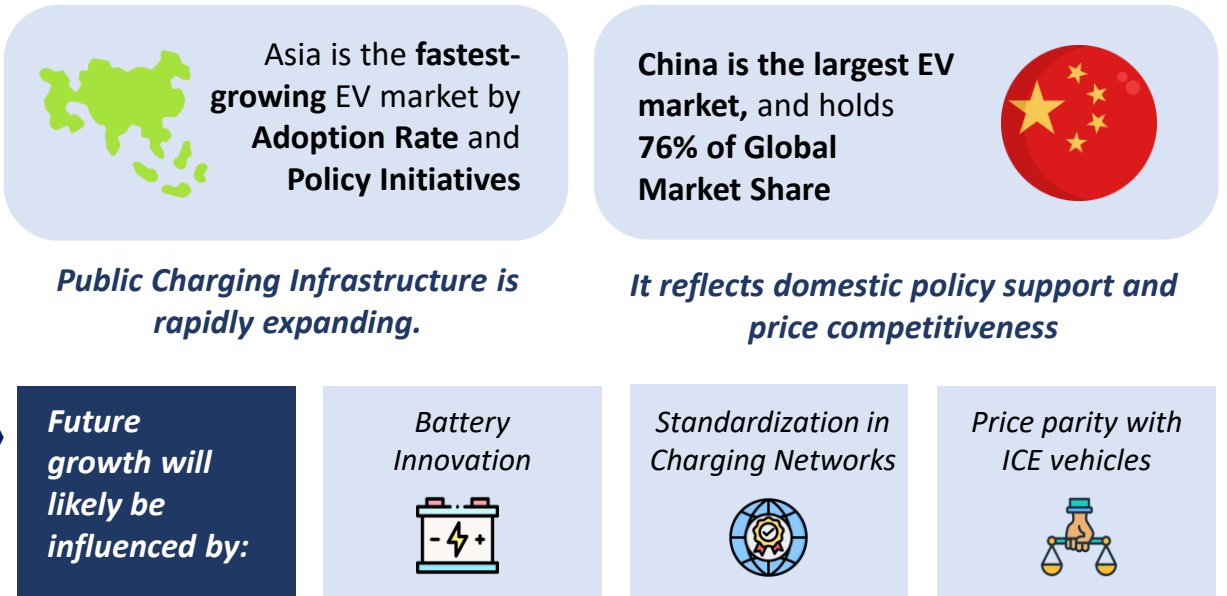 Asia is the fastest-
growing EV market by
Adoption Rate and
Policy Initiatives
China is the largest EV
market, and holds
76% of Global
Market Share
Public Charging Infrastructure is
rapidly expanding.
It reflects domestic policy support and
price competitiveness
Future
growth will
likely be
influenced by:
Battery
Innovation
Standardization in
Charging Networks
Price parity with
ICE vehicles